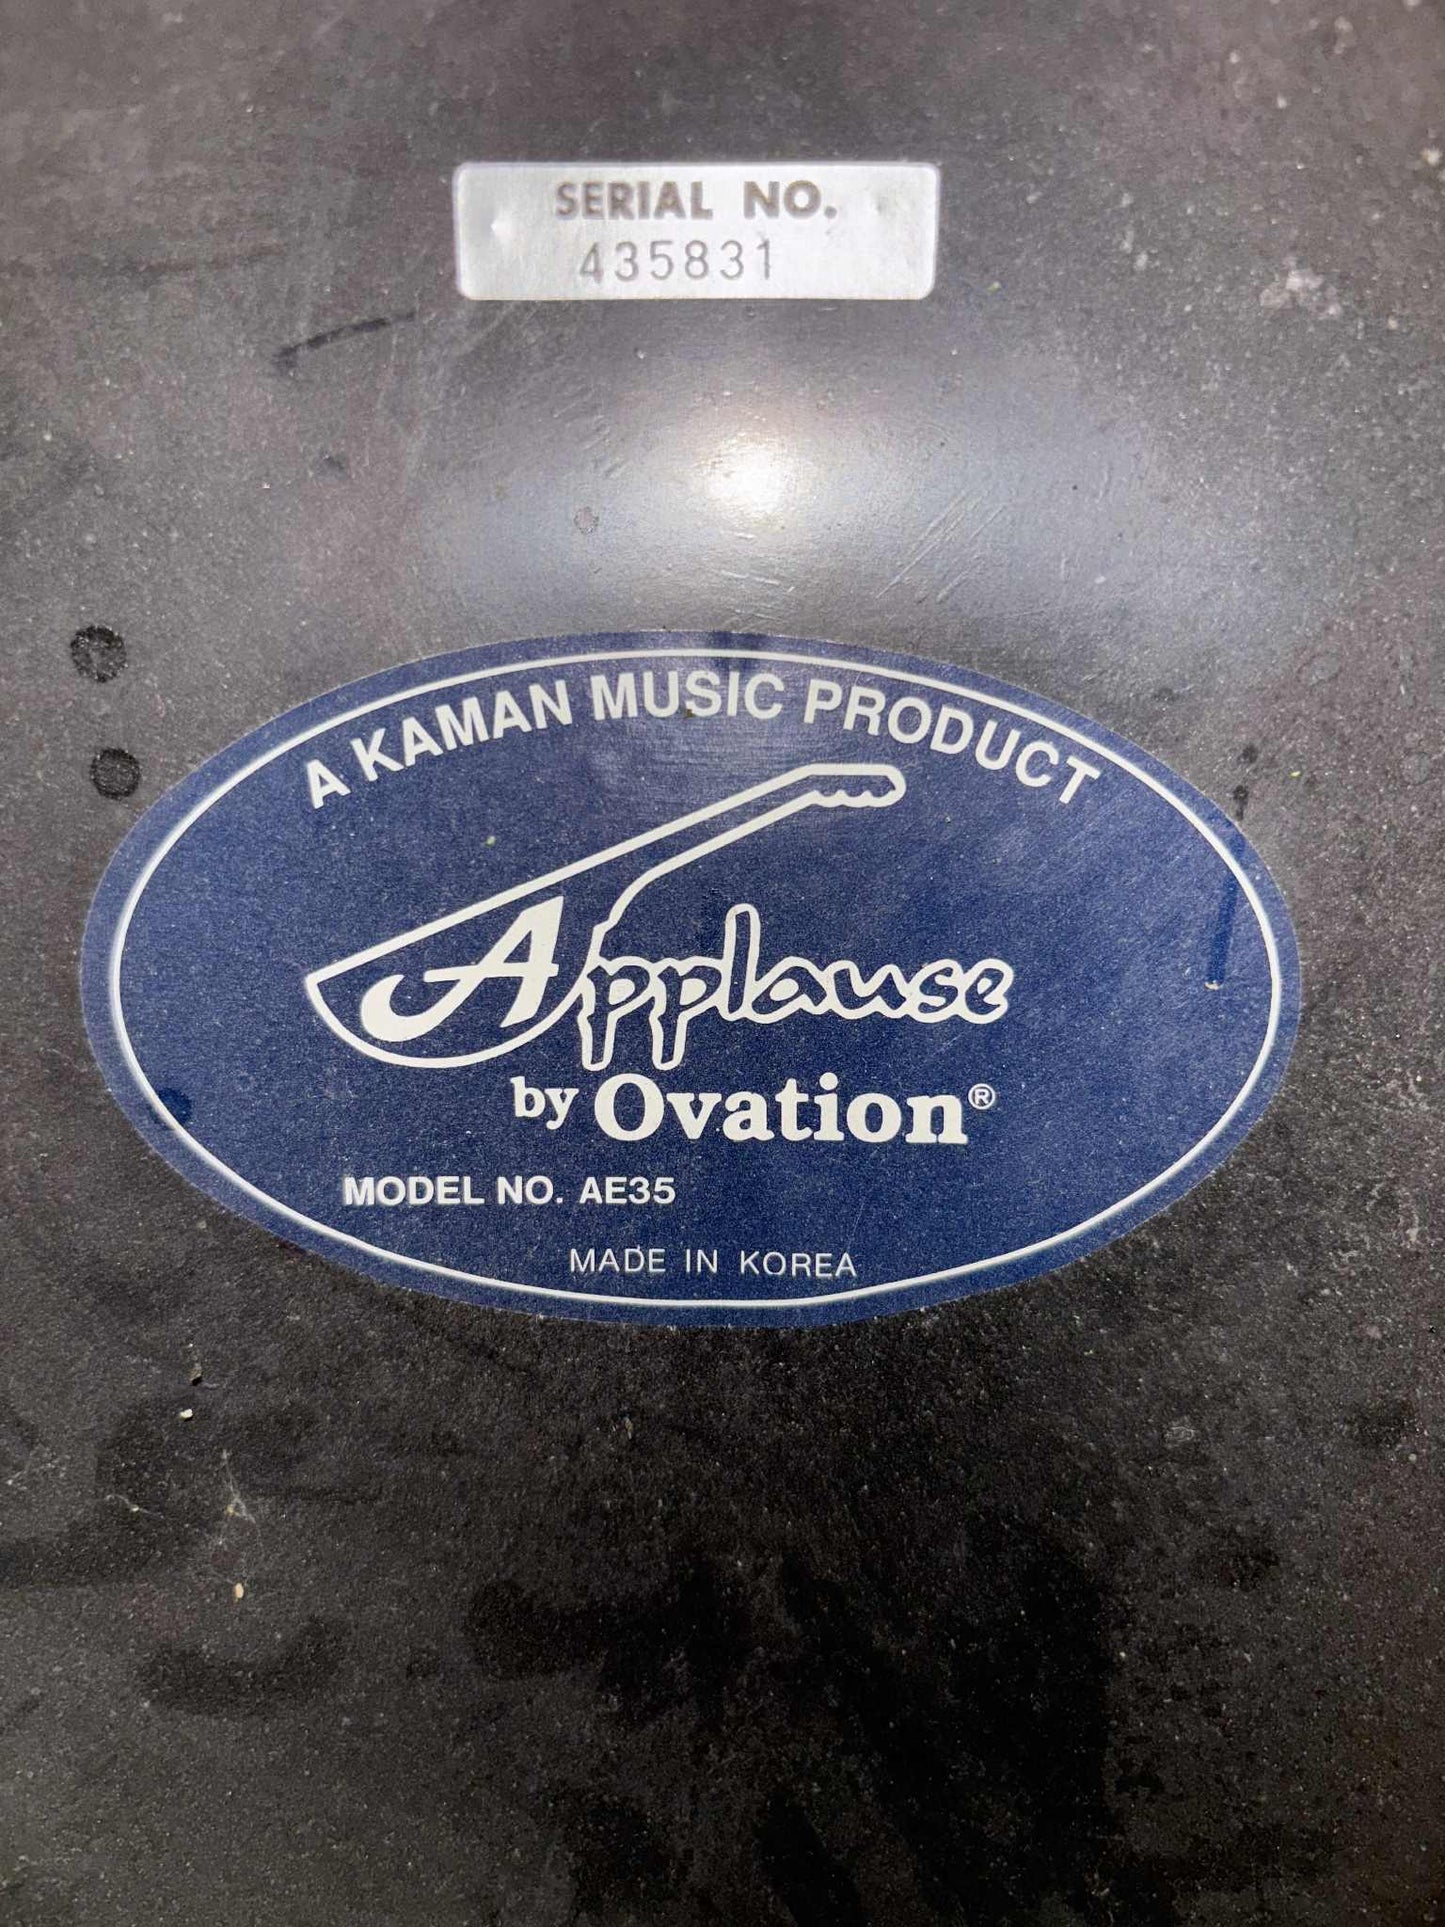 SERIAL NO.
435831
A KAMAN MUSIC PRODUCT
Applause
by Ovation®
MODEL NO. AE35
MADE IN KOREA